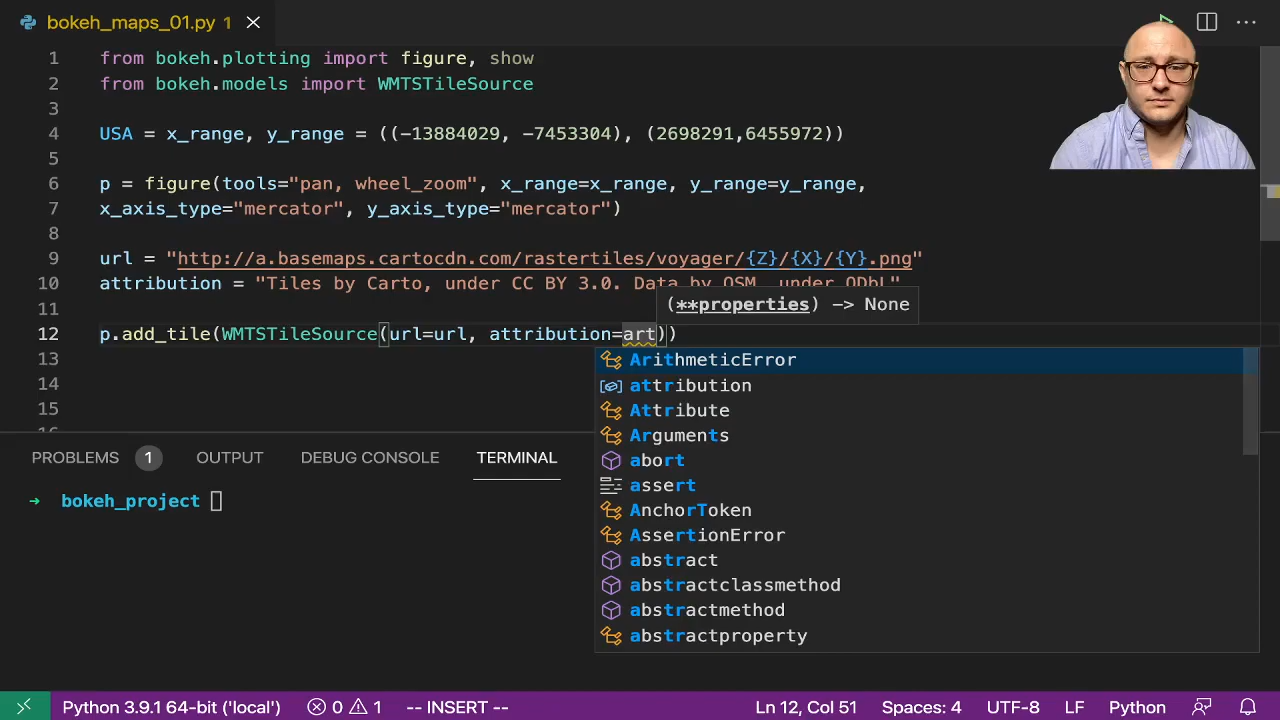 bokeh_maps_01.py 1
1 from bokeh.plotting import figure, show
2 from bokeh.models import WMTSTileSource
3
4 USA = x_range, y_range = ((-13884029, -7453304), (2698291,6455972))
5
6 p = figure(tools="pan, wheel_zoom", x_range=x_range, y_range=y_range,
7 x_axis_type="mercator", y_axis_type="mercator")
8
9 url = "http://a.basemaps.cartocdn.com/rastertiles/voyager/{Z}/{X}/{Y}.png"
10 attribution = "Tiles by Carto, under CC BY 3.0. Data by OSM, under ODbL"
11
(**properties) -> None
12 p.add_tile(WMTSTileSource(url=url, attribution=art))
13
14
15
ArithmeticError
attribution
Attribute
Arguments
abort
assert
AnchorToken
AssertionError
abstract
abstractclassmethod
abstractmethod
abstractproperty
PROBLEMS 1 OUTPUT DEBUG CONSOLE TERMINAL
→ bokeh_project
Python 3.9.1 64-bit ('local') 0 1 -- INSERT -- Ln 12, Col 51 Spaces: 4 UTF-8 LF Python